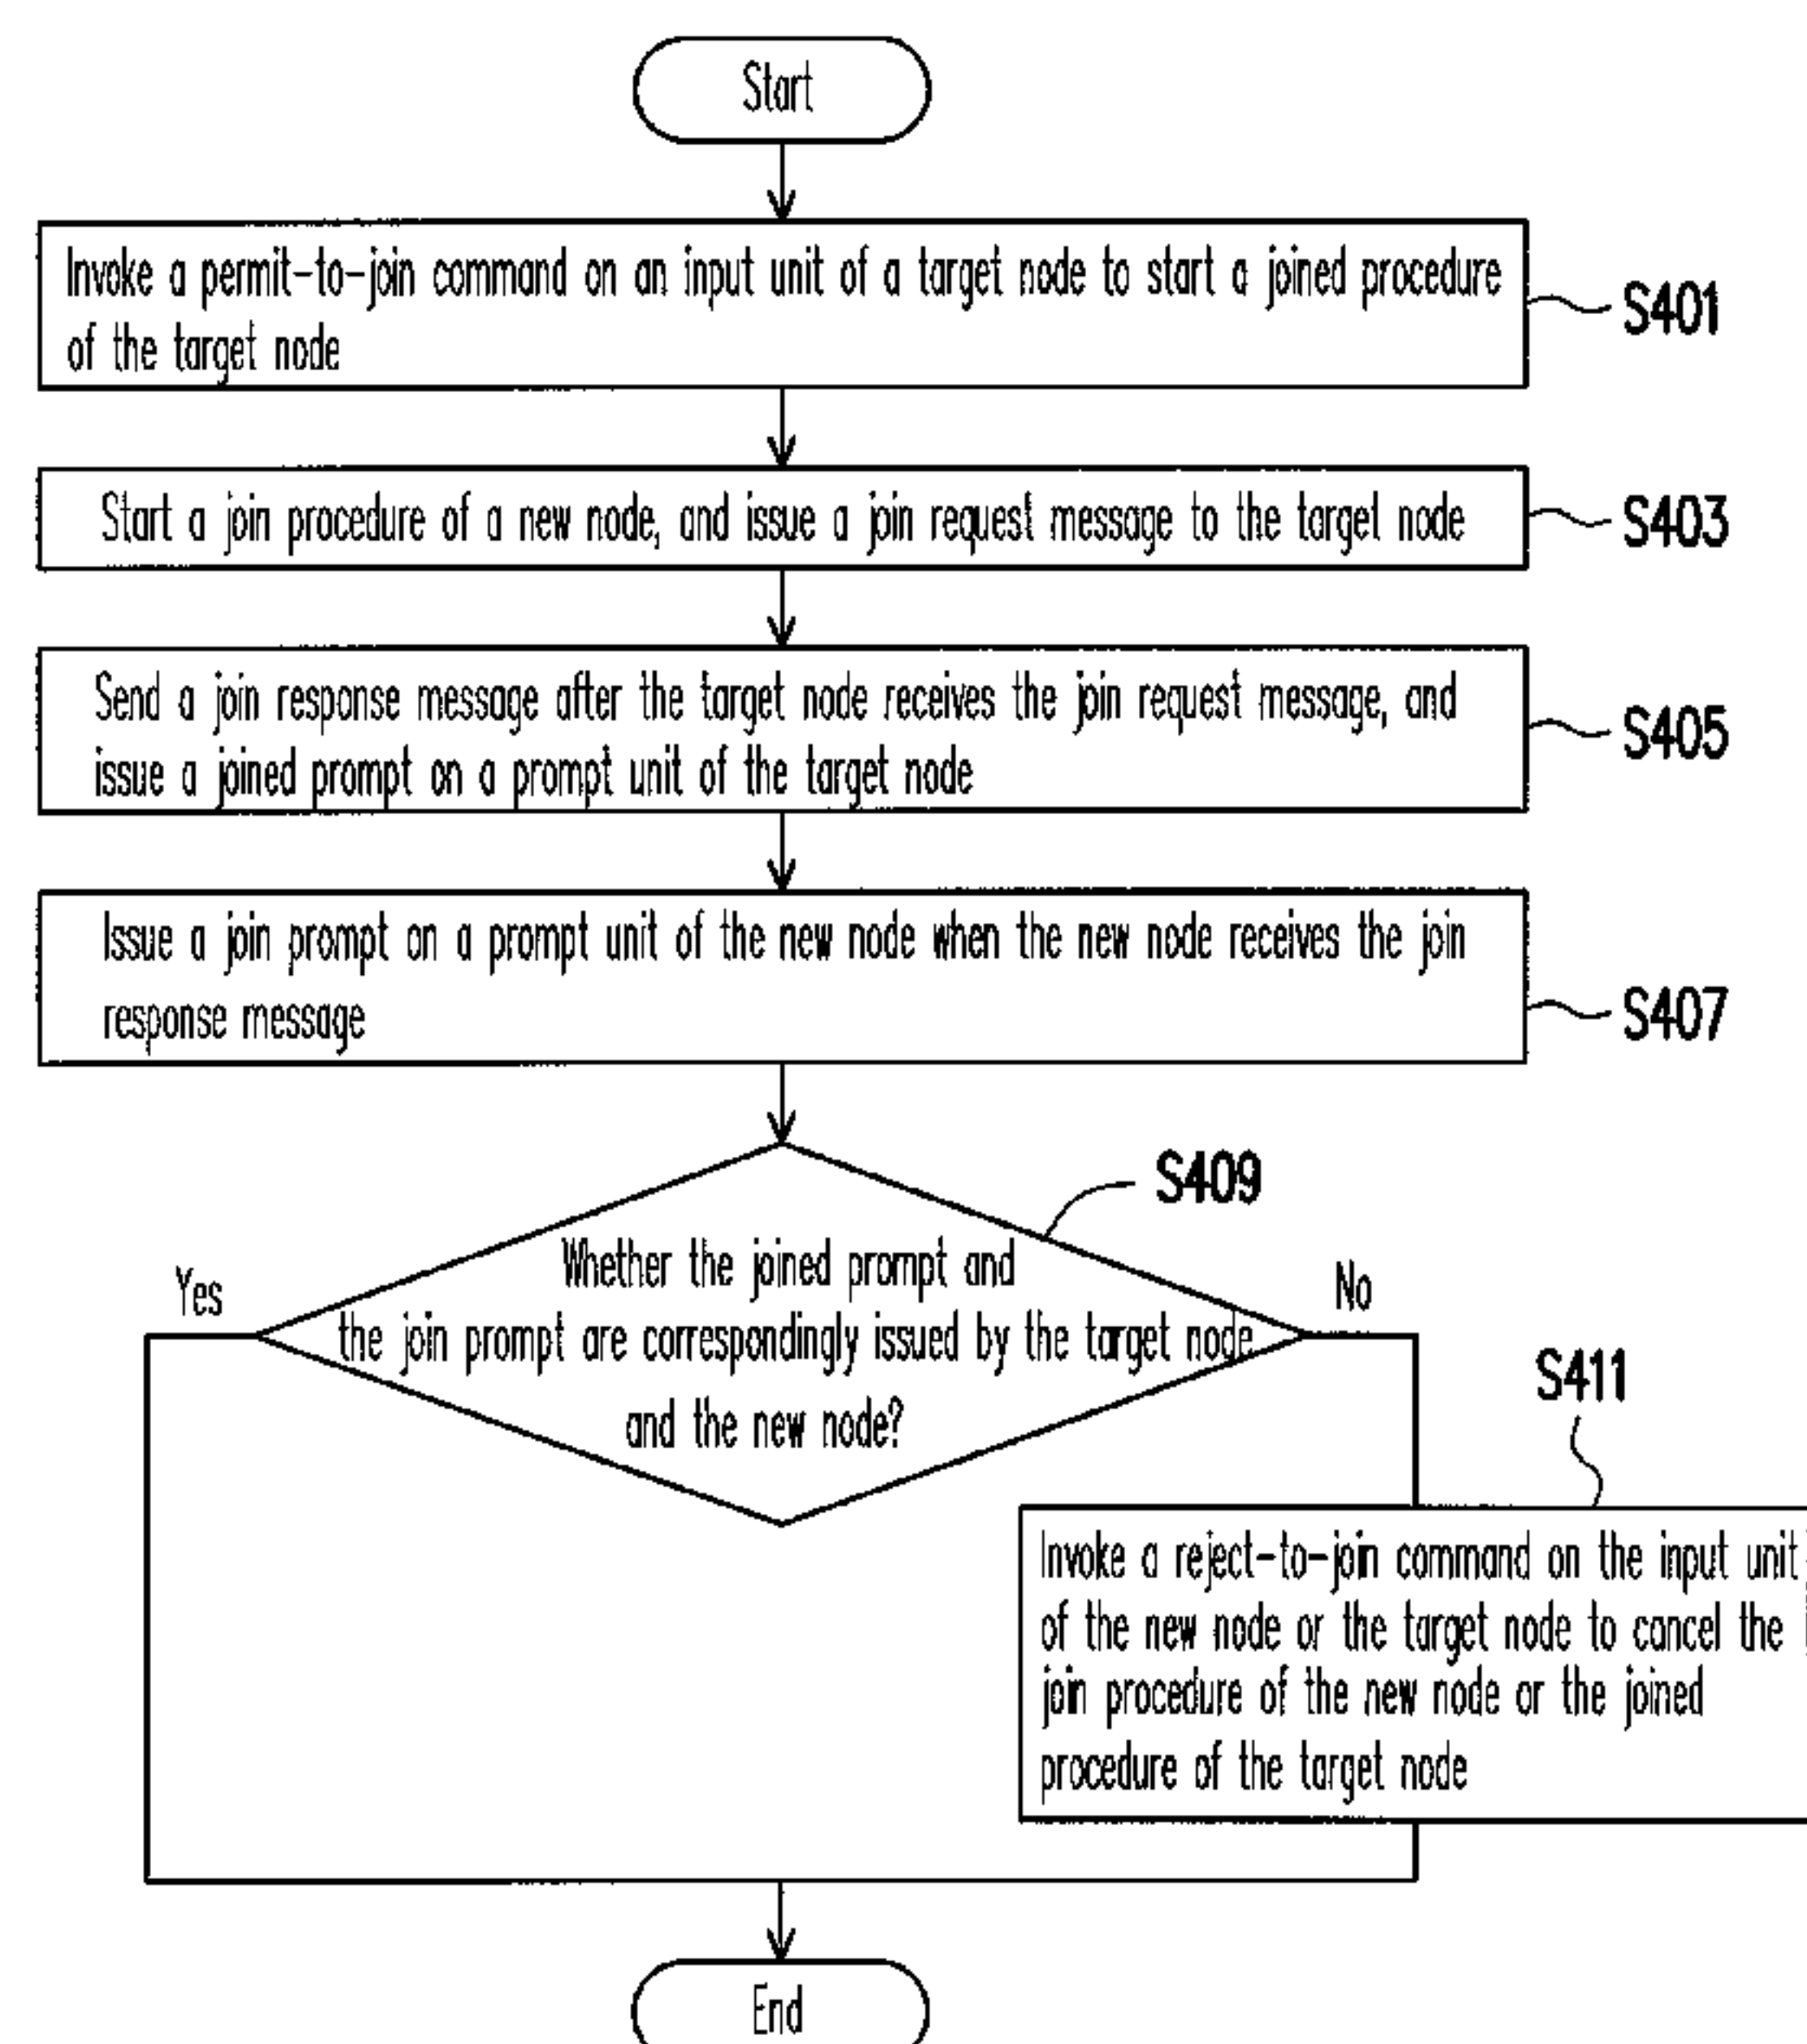 Start
Invoke a permit-to-join command on an input unit of a target node to start a joined procedure
of the target node
S401
Start a join procedure of a new node, and issue a join request message to the target node
S403
Send a join response message after the target node receives the join request message, and
issue a joined prompt on a prompt unit of the target node
S405
Issue a join prompt on a prompt unit of the new node when the new node receives the join
response message
S407
S409
Whether the joined prompt and
the join prompt are correspondingly issued by the target node
and the new node?
Yes
No
S411
Invoke a reject-to-join command on the input unit
of the new node or the target node to cancel the
join procedure of the new node or the joined
procedure of the target node
End